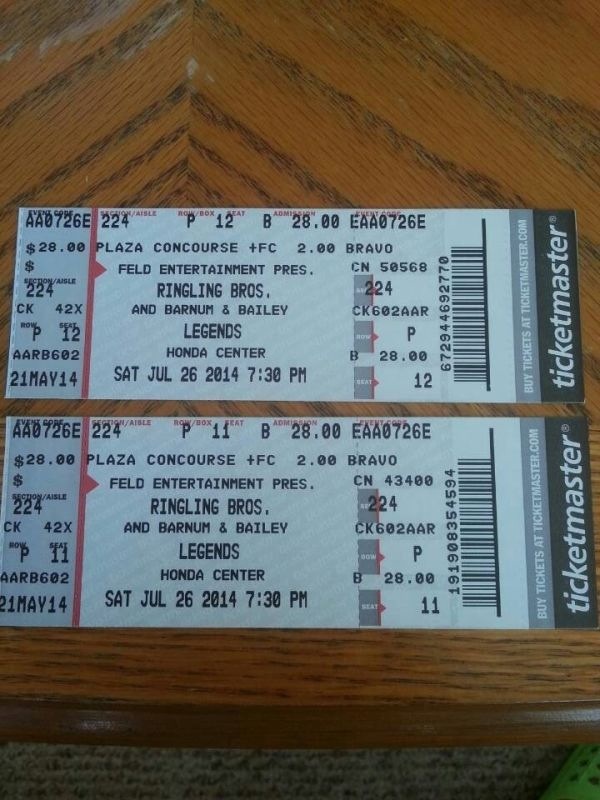 EVENT CODE SECTION/AISLE ROW/BOX SEAT ADMISSION EVENT CODE
AA0726E 224 P 12 B 28.00 EAA0726E
$28.00 PLAZA CONCOURSE +FC 2.00 BRAVO
$ FELD ENTERTAINMENT PRES. CN 50568
SECTION/AISLE
224 RINGLING BROS. 224
CK 42X AND BARNUM & BAILEY CK602AAR
ROW SEAT
P 12 LEGENDS ROW P
AARB602 HONDA CENTER B 28.00
21MAY14 SAT JUL 26 2014 7:30 PM SEAT 12
672944692770
BUY TICKETS AT TICKETMASTER.COM
ticketmaster®
EVENT CODE SECTION/AISLE ROW/BOX SEAT ADMISSION EVENT CODE
AA0726E 224 P 11 B 28.00 EAA0726E
$28.00 PLAZA CONCOURSE +FC 2.00 BRAVO
$ FELD ENTERTAINMENT PRES. CN 43400
SECTION/AISLE
224 RINGLING BROS. 224
CK 42X AND BARNUM & BAILEY CK602AAR
ROW SEAT
P 11 LEGENDS ROW P
AARB602 HONDA CENTER B 28.00
21MAY14 SAT JUL 26 2014 7:30 PM SEAT 11
191908354594
BUY TICKETS AT TICKETMASTER.COM
ticketmaster®